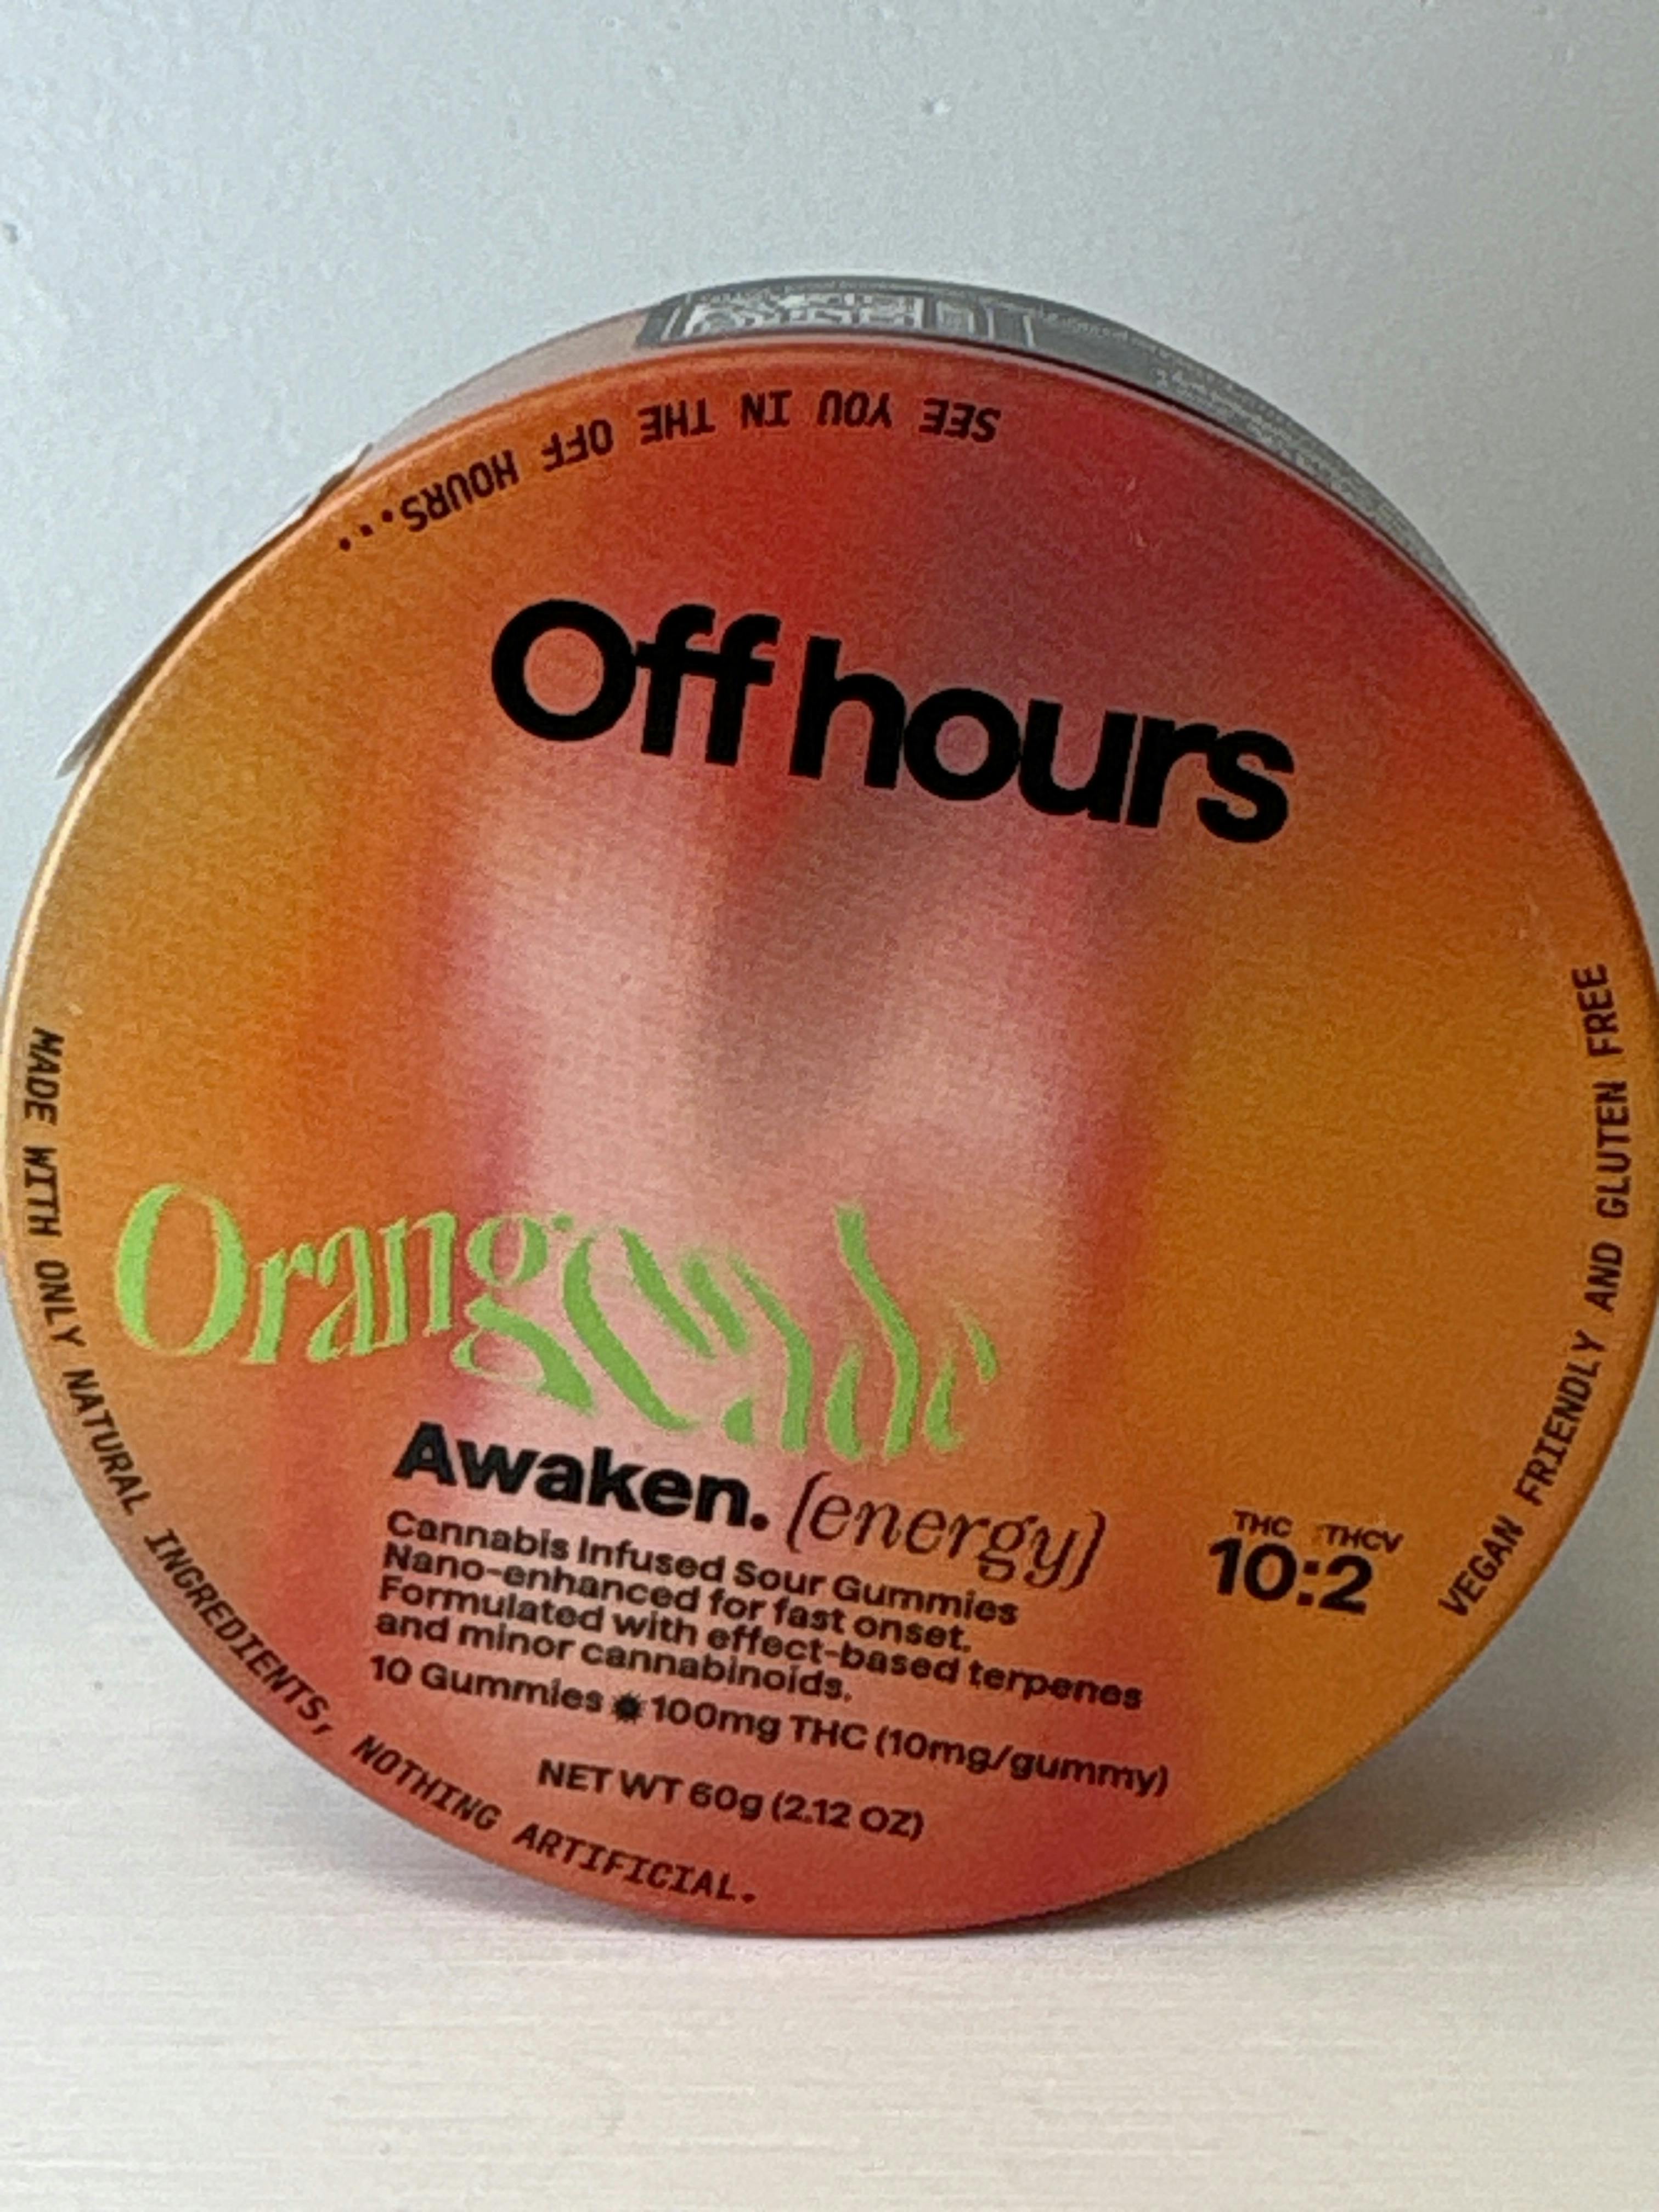 SEE YOU IN THE OFF HOURS...
Off hours
Orangeade
Awaken. (energy)
Cannabis Infused Sour Gummies
Nano-enhanced for fast onset.
Formulated with effect-based terpenes
and minor cannabinoids.
10 Gummies 100mg THC (10mg/gummy)
NET WT 60g (2.12 OZ)
THC :THCV
10:2
MADE WITH ONLY NATURAL INGREDIENTS, NOTHING ARTIFICIAL.
VEGAN FRIENDLY AND GLUTEN FREE